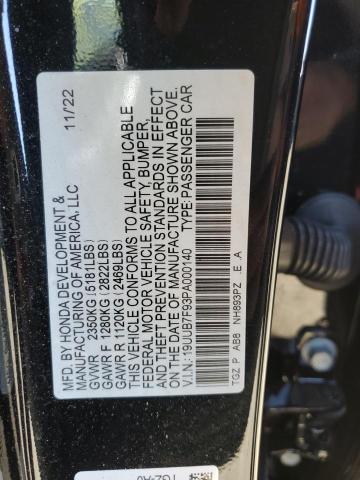 MFD. BY HONDA DEVELOPMENT & 11/22
MANUFACTURING OF AMERICA, LLC
GVWR 2350KG (5181LBS)
GAWR F 1280KG (2822LBS)
GAWR R 1120KG (2469LBS)
THIS VEHICLE CONFORMS TO ALL APPLICABLE
FEDERAL MOTOR VEHICLE SAFETY, BUMPER,
AND THEFT PREVENTION STANDARDS IN EFFECT
ON THE DATE OF MANUFACTURE SHOWN ABOVE.
V.I.N.: 19UUB7F93PA000140 TYPE: PASSENGER CAR
TGZ P AB8 NH893PZ E A